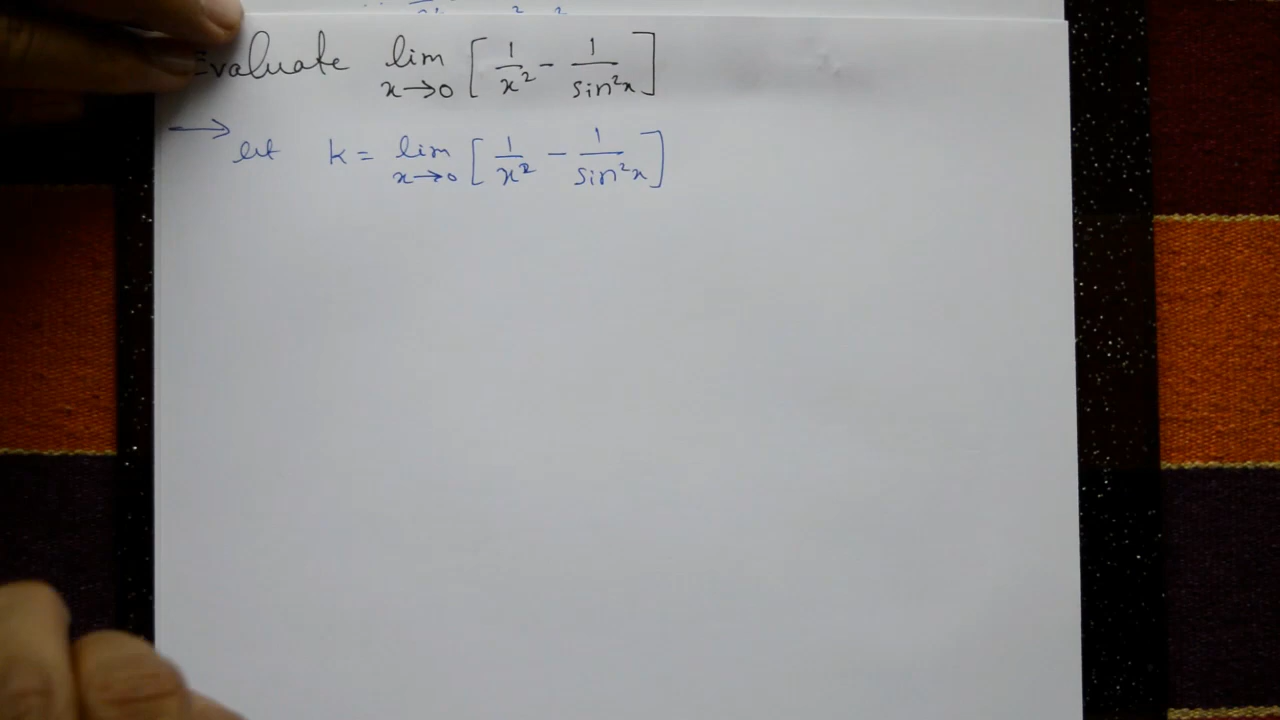 Evaluate lim x→0 [ 1/x² - 1/sin²x ]
let k = lim x→0 [ 1/x² - 1/sin²x ]